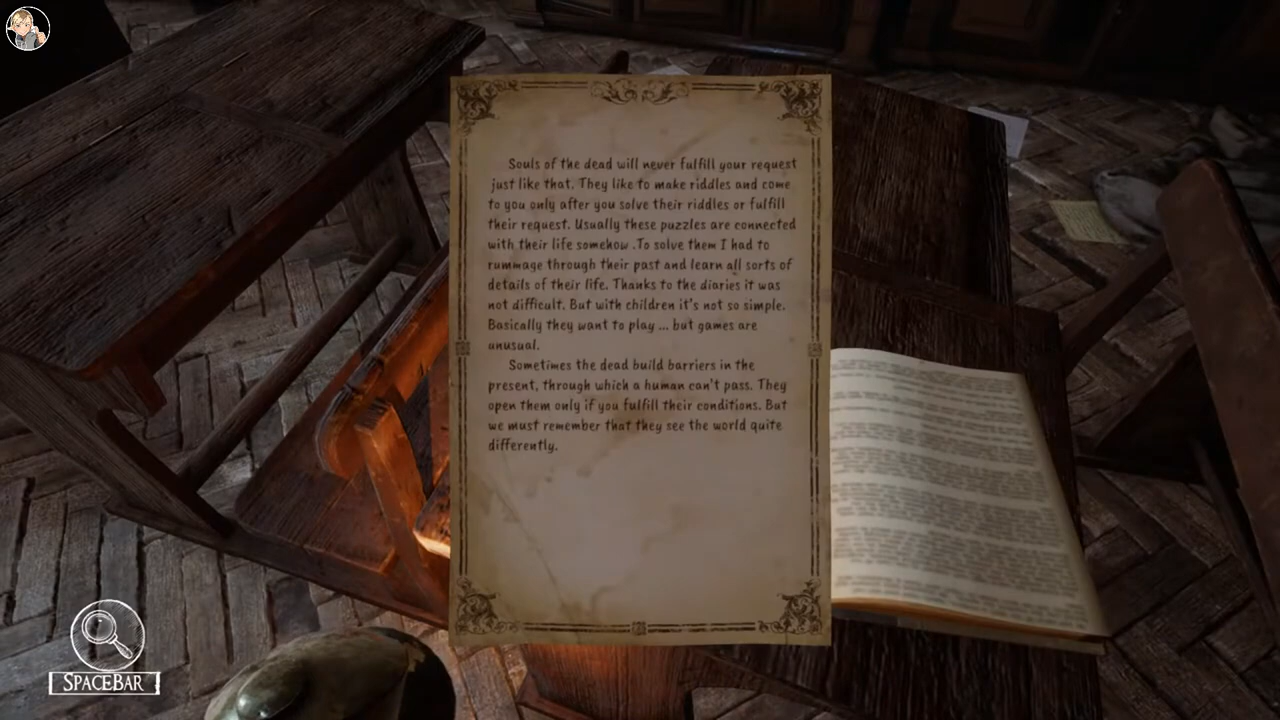 Souls of the dead will never fulfill your request
just like that. They like to make riddles and come
to you only after you solve their riddles or fulfill
their request. Usually these puzzles are connected
with their life somehow .To solve them I had to
rummage through their past and learn all sorts of
details of their life. Thanks to the diaries it was
not difficult. But with children it's not so simple.
Basically they want to play ... but games are
unusual.
Sometimes the dead build barriers in the
present, through which a human can't pass. They
open them only if you fulfill their conditions. But
we must remember that they see the world quite
differently.
SPACEBAR